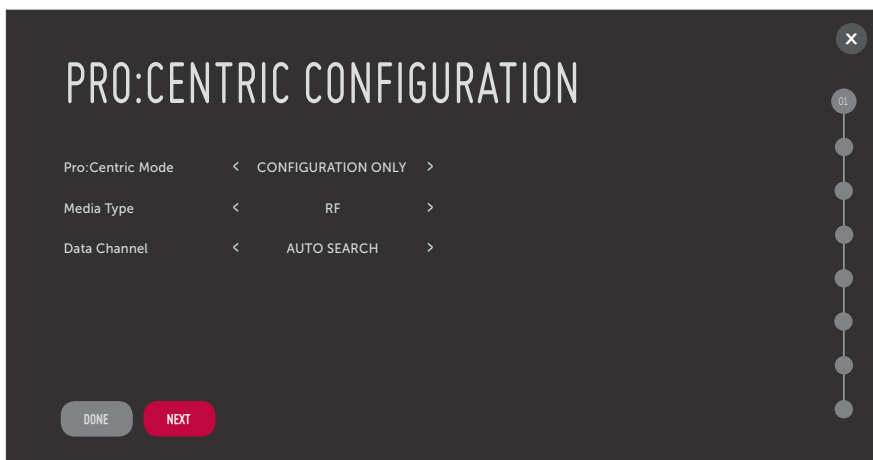 X
PRO:CENTRIC CONFIGURATION
01
Pro:Centric Mode < CONFIGURATION ONLY >
Media Type < RF >
Data Channel < AUTO SEARCH >
DONE NEXT